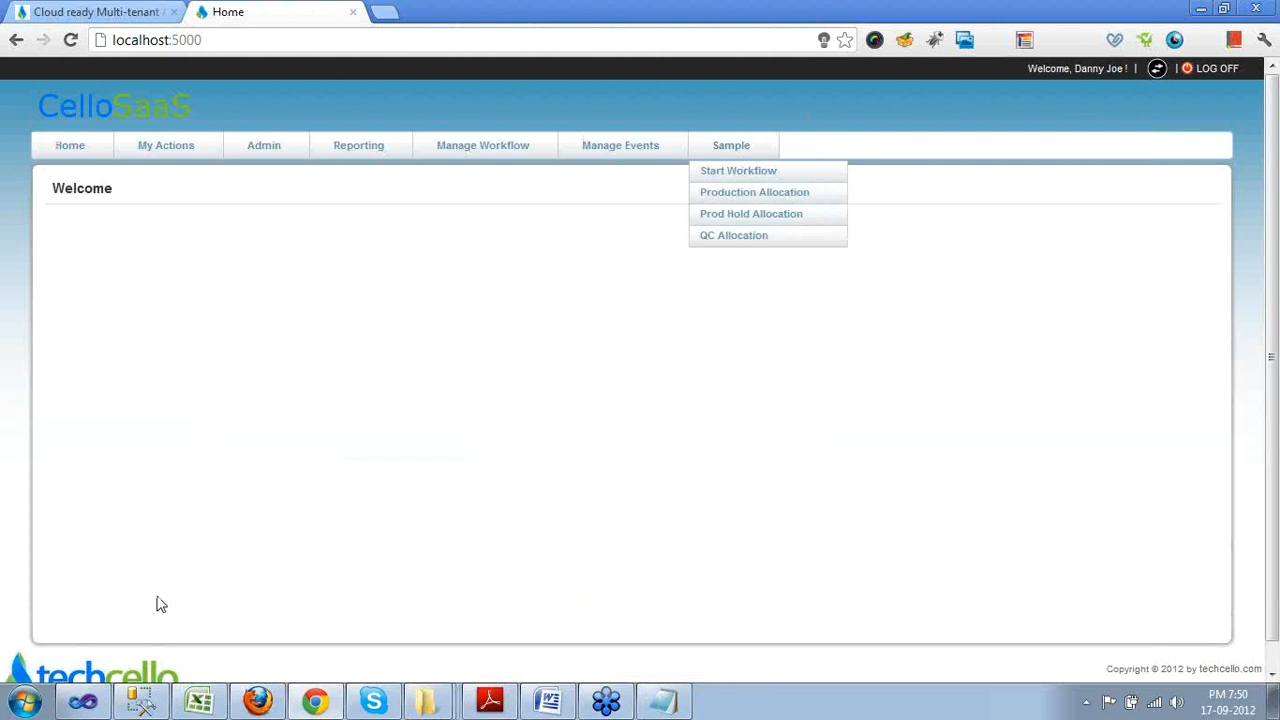 Cloud ready Multi-tenant /
Home
localhost:5000
Welcome, Danny Joe ! | | LOG OFF
CelloSaaS
Home
My Actions
Admin
Reporting
Manage Workflow
Manage Events
Sample
Start Workflow
Production Allocation
Prod Hold Allocation
QC Allocation
Welcome
techcello
Copyright © 2012 by techcello.com
PM 7:50
17-09-2012